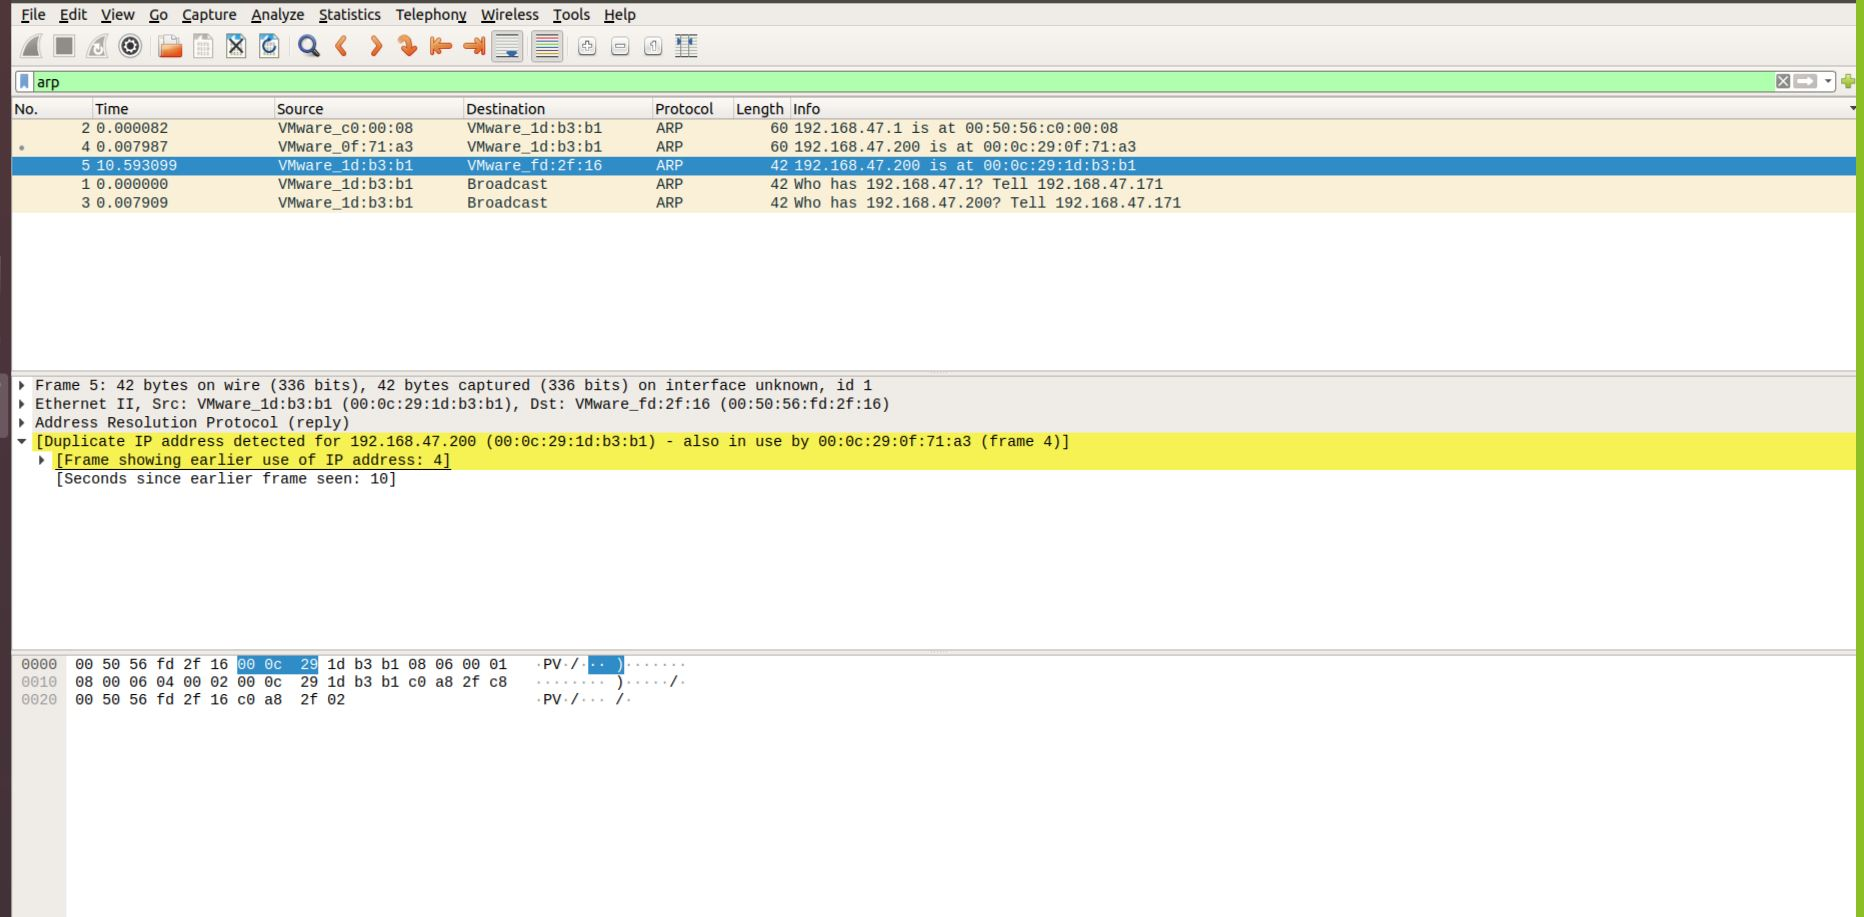 File Edit View Go Capture Analyze Statistics Telephony Wireless Tools Help
arp
No. Time Source Destination Protocol Length Info
2 0.000082 VMware_c0:00:08 VMware_1d:b3:b1 ARP 60 192.168.47.1 is at 00:50:56:c0:00:08
4 0.007987 VMware_0f:71:a3 VMware_1d:b3:b1 ARP 60 192.168.47.200 is at 00:0c:29:0f:71:a3
5 10.593099 VMware_1d:b3:b1 VMware_fd:2f:16 ARP 42 192.168.47.200 is at 00:0c:29:1d:b3:b1
1 0.000000 VMware_1d:b3:b1 Broadcast ARP 42 Who has 192.168.47.1? Tell 192.168.47.171
3 0.007909 VMware_1d:b3:b1 Broadcast ARP 42 Who has 192.168.47.200? Tell 192.168.47.171
Frame 5: 42 bytes on wire (336 bits), 42 bytes captured (336 bits) on interface unknown, id 1
Ethernet II, Src: VMware_1d:b3:b1 (00:0c:29:1d:b3:b1), Dst: VMware_fd:2f:16 (00:50:56:fd:2f:16)
Address Resolution Protocol (reply)
[Duplicate IP address detected for 192.168.47.200 (00:0c:29:1d:b3:b1) - also in use by 00:0c:29:0f:71:a3 (frame 4)]
[Frame showing earlier use of IP address: 4]
[Seconds since earlier frame seen: 10]
0000 00 50 56 fd 2f 16 00 0c 29 1d b3 b1 08 06 00 01 ·PV·/··· )·······
0010 08 00 06 04 00 02 00 0c 29 1d b3 b1 c0 a8 2f c8 ········ )·····/·
0020 00 50 56 fd 2f 16 c0 a8 2f 02 ·PV·/··· /·